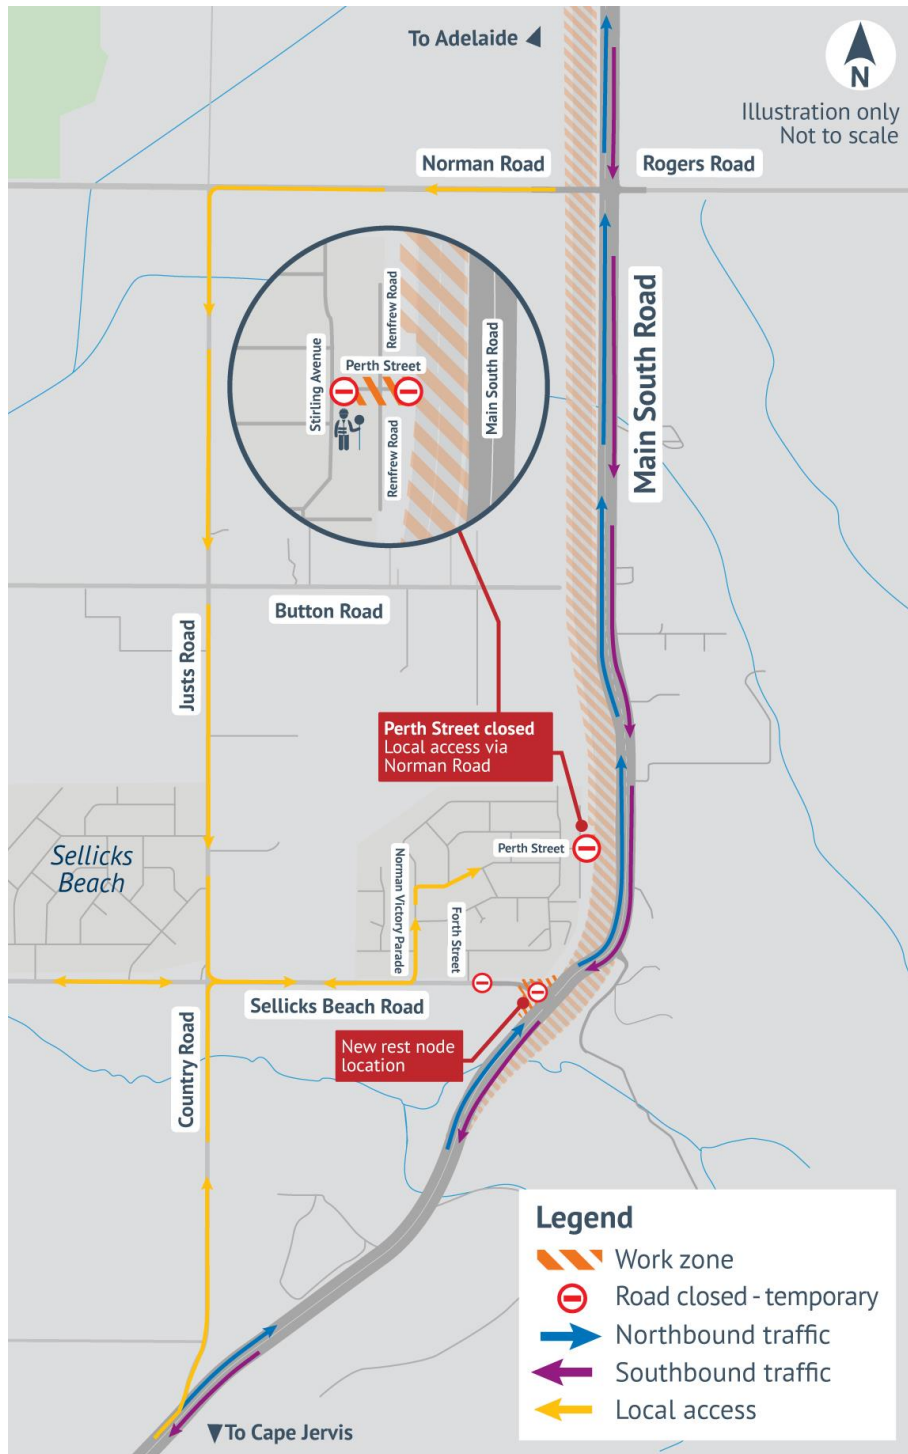 To Adelaide
N
Illustration only
Not to scale
Norman Road
Rogers Road
Renfrew Road
Main South Road
Stirling Avenue
Perth Street
Main South Road
Renfrew Road
Button Road
Justs Road
Perth Street closed
Local access via
Norman Road
Sellicks
Beach
Perth Street
Norman Victory Parade
Forth Street
Sellicks Beach Road
New rest node
location
Country Road
Legend
Work zone
Road closed - temporary
Northbound traffic
Southbound traffic
Local access
To Cape Jervis